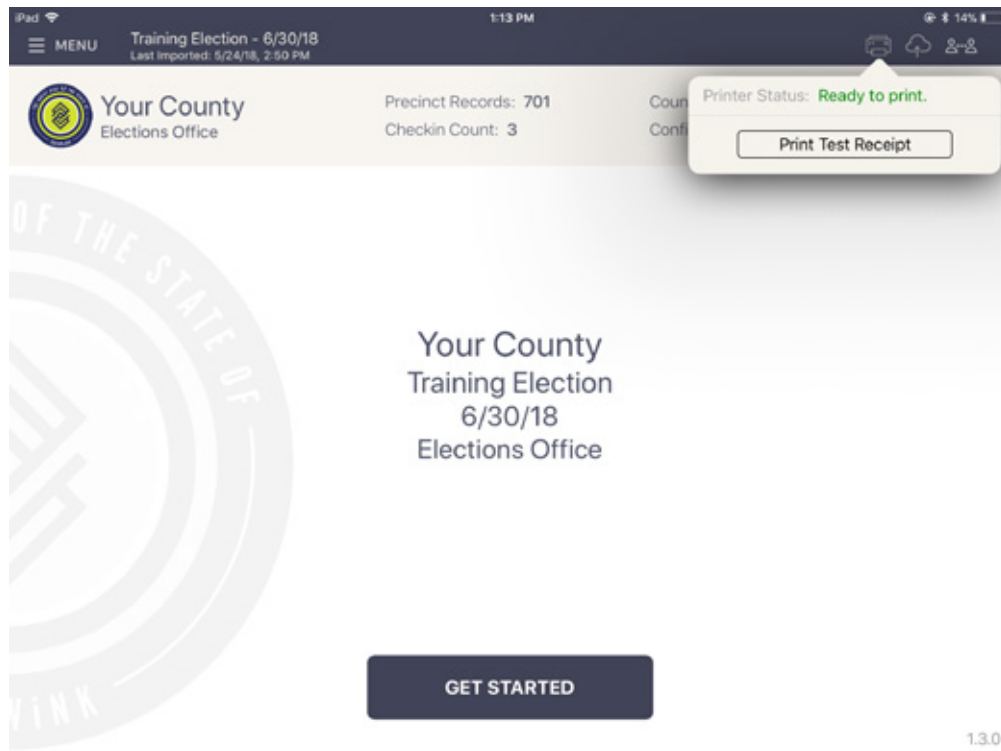 iPad 1:13 PM 14%
MENU Training Election - 6/30/18
Last Imported: 5/24/18, 2:50 PM
Your County Precinct Records: 701 Coun Printer Status: Ready to print.
Elections Office Checkin Count: 3 Confi Print Test Receipt
OF THE STATE OF
Your County
Training Election
6/30/18
Elections Office
GET STARTED
1.3.0